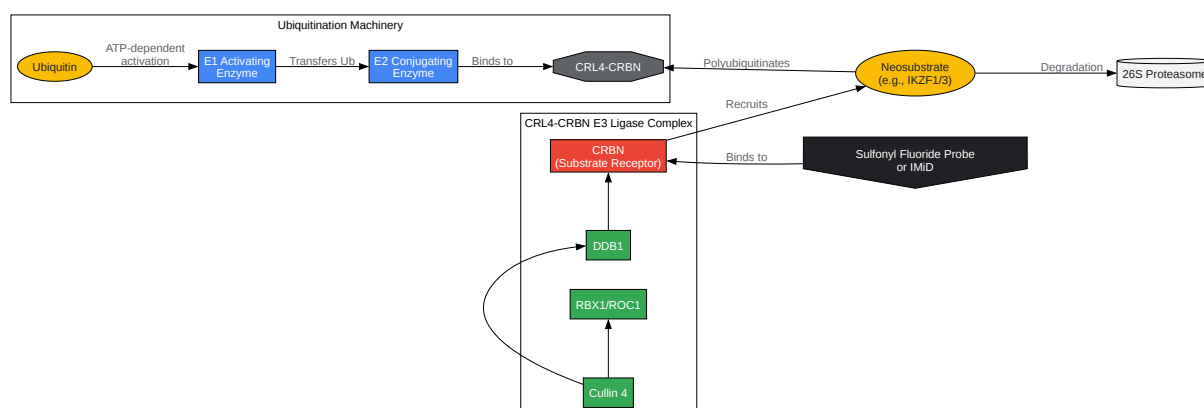 Ubiquitination Machinery
Ubiquitin
ATP-dependent
activation
E1 Activating
Enzyme
Transfers Ub
E2 Conjugating
Enzyme
Binds to
CRL4-CRBN
Polyubiquitinates
Neosubstrate
(e.g., IKZF1/3)
Degradation
26S Proteasome
Recruits
CRL4-CRBN E3 Ligase Complex
CRBN
(Substrate Receptor)
Binds to
Sulfonyl Fluoride Probe
or IMiD
DDB1
RBX1/ROC1
Cullin 4